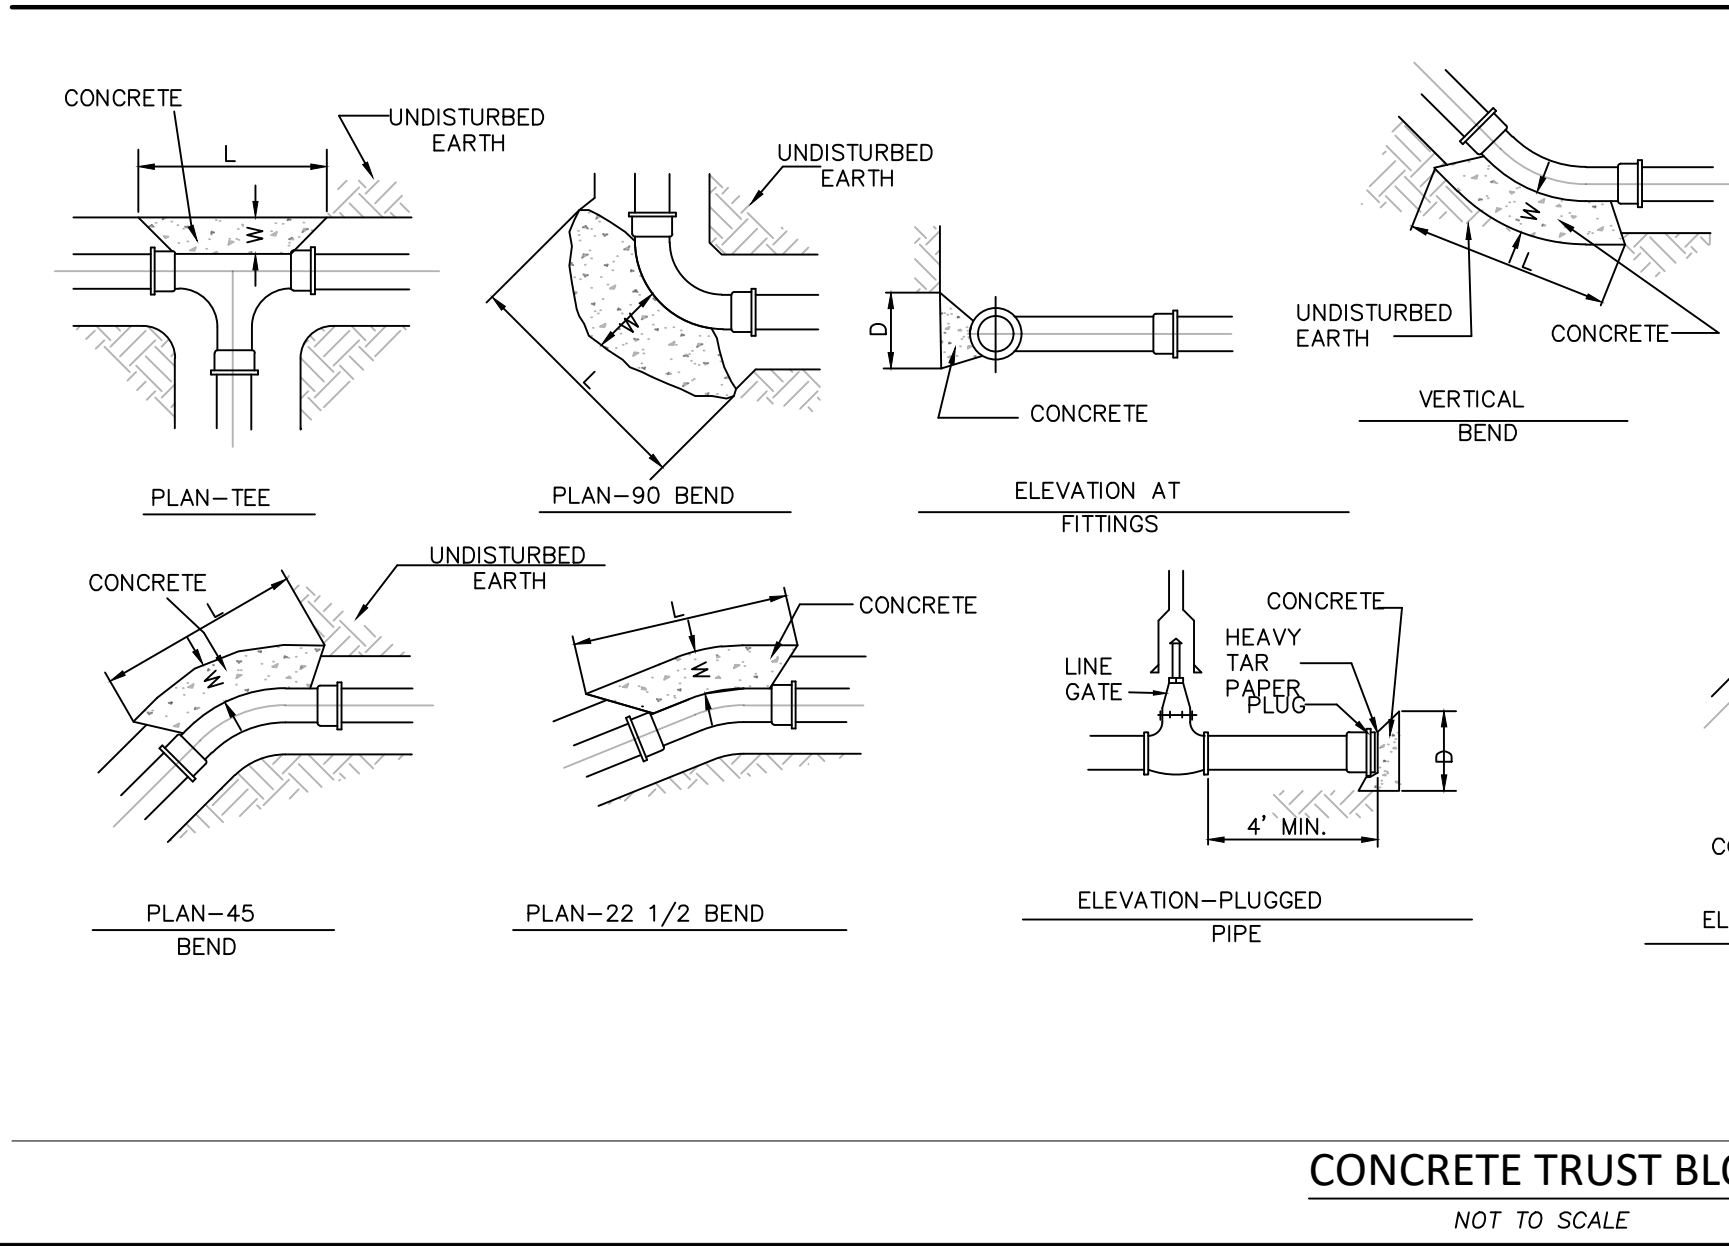 CONCRETE
UNDISTURBED
EARTH
L
W
PLAN-TEE
UNDISTURBED
EARTH
W
L
PLAN-90 BEND
D
CONCRETE
ELEVATION AT
FITTINGS
W
L
UNDISTURBED
EARTH
CONCRETE
VERTICAL
BEND
CONCRETE
UNDISTURBED
EARTH
L
W
PLAN-45
BEND
L
CONCRETE
W
PLAN-22 1/2 BEND
CONCRETE
HEAVY
TAR
PAPER
PLUG
LINE
GATE
D
4' MIN.
ELEVATION-PLUGGED
PIPE
CONCRETE TRUST
NOT TO SCALE